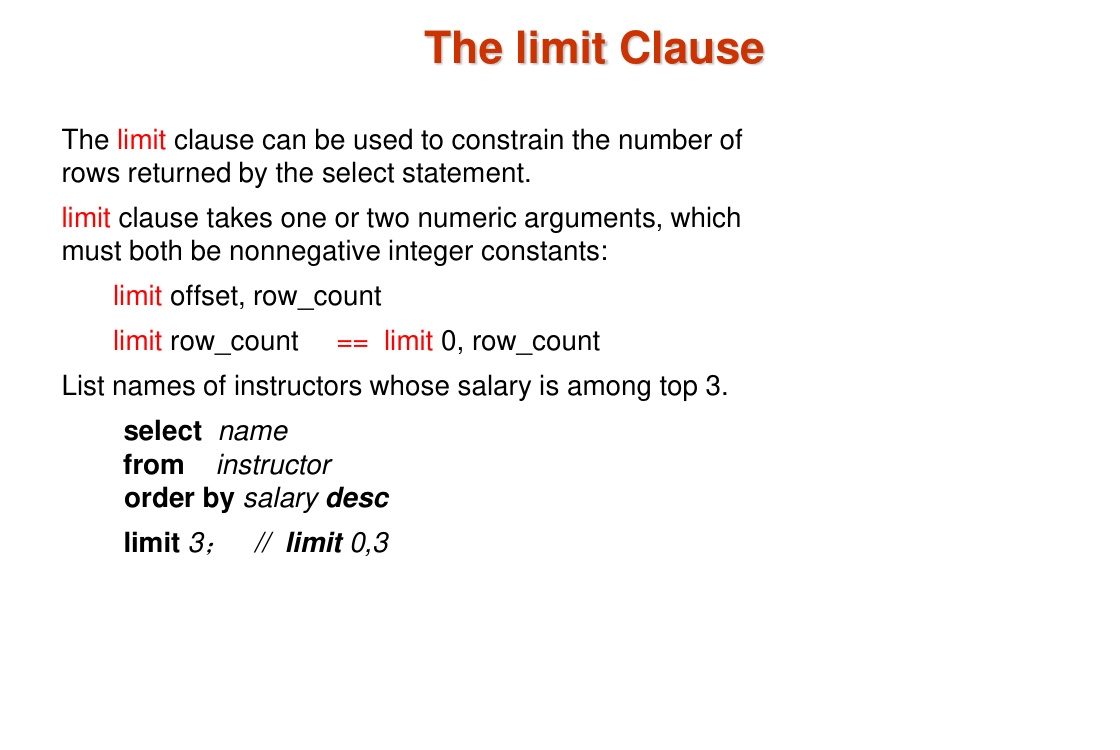 The limit Clause
The limit clause can be used to constrain the number of
rows returned by the select statement.
limit clause takes one or two numeric arguments, which
must both be nonnegative integer constants:
limit offset, row_count
limit row_count == limit 0, row_count
List names of instructors whose salary is among top 3.
select name
from instructor
order by salary desc
limit 3； // limit 0,3